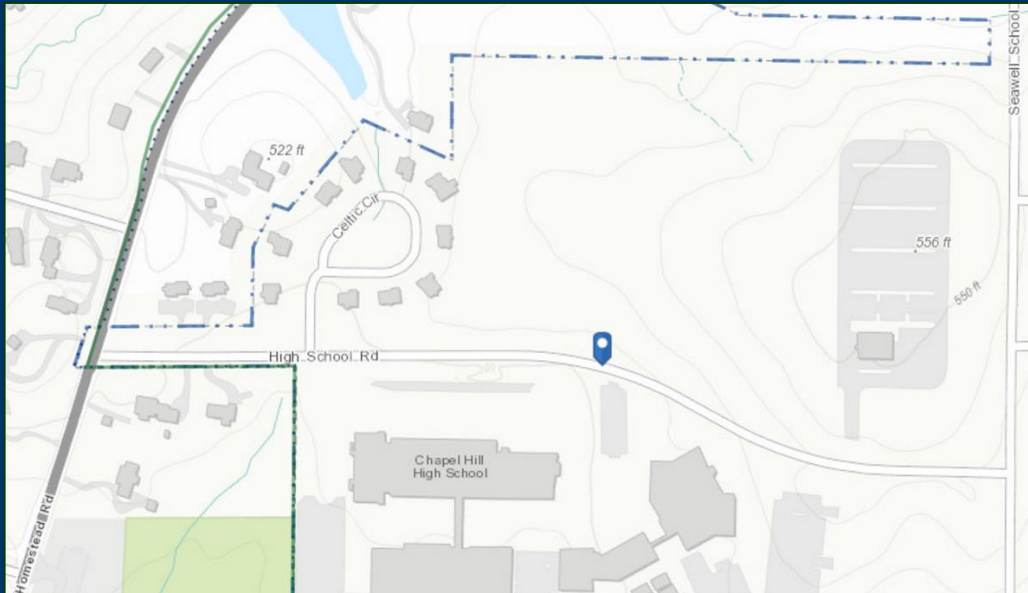 Seawell School
522 ft
Celtic Cir
556 ft
550 ft
High School Rd
Chapel Hill
High School
Homestead Rd